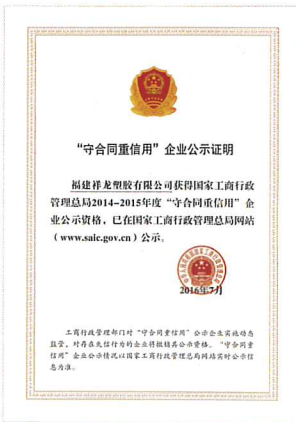 “守合同重信用”企业公示证明
福建祥龙塑胶有限公司获得国家工商行政
管理总局2014-2015年度“守合同重信用”企
业公示资格，已在国家工商行政管理总局网站
（www.saic.gov.cn）公示。
2016年7月
工商行政管理部门对“守合同重信用”公示企业实施动态
监管，对存在失信行为的企业将撤销其公示资格。“守合同重
信用”企业公示情况以国家工商行政管理总局网站实时公示信
息为准。